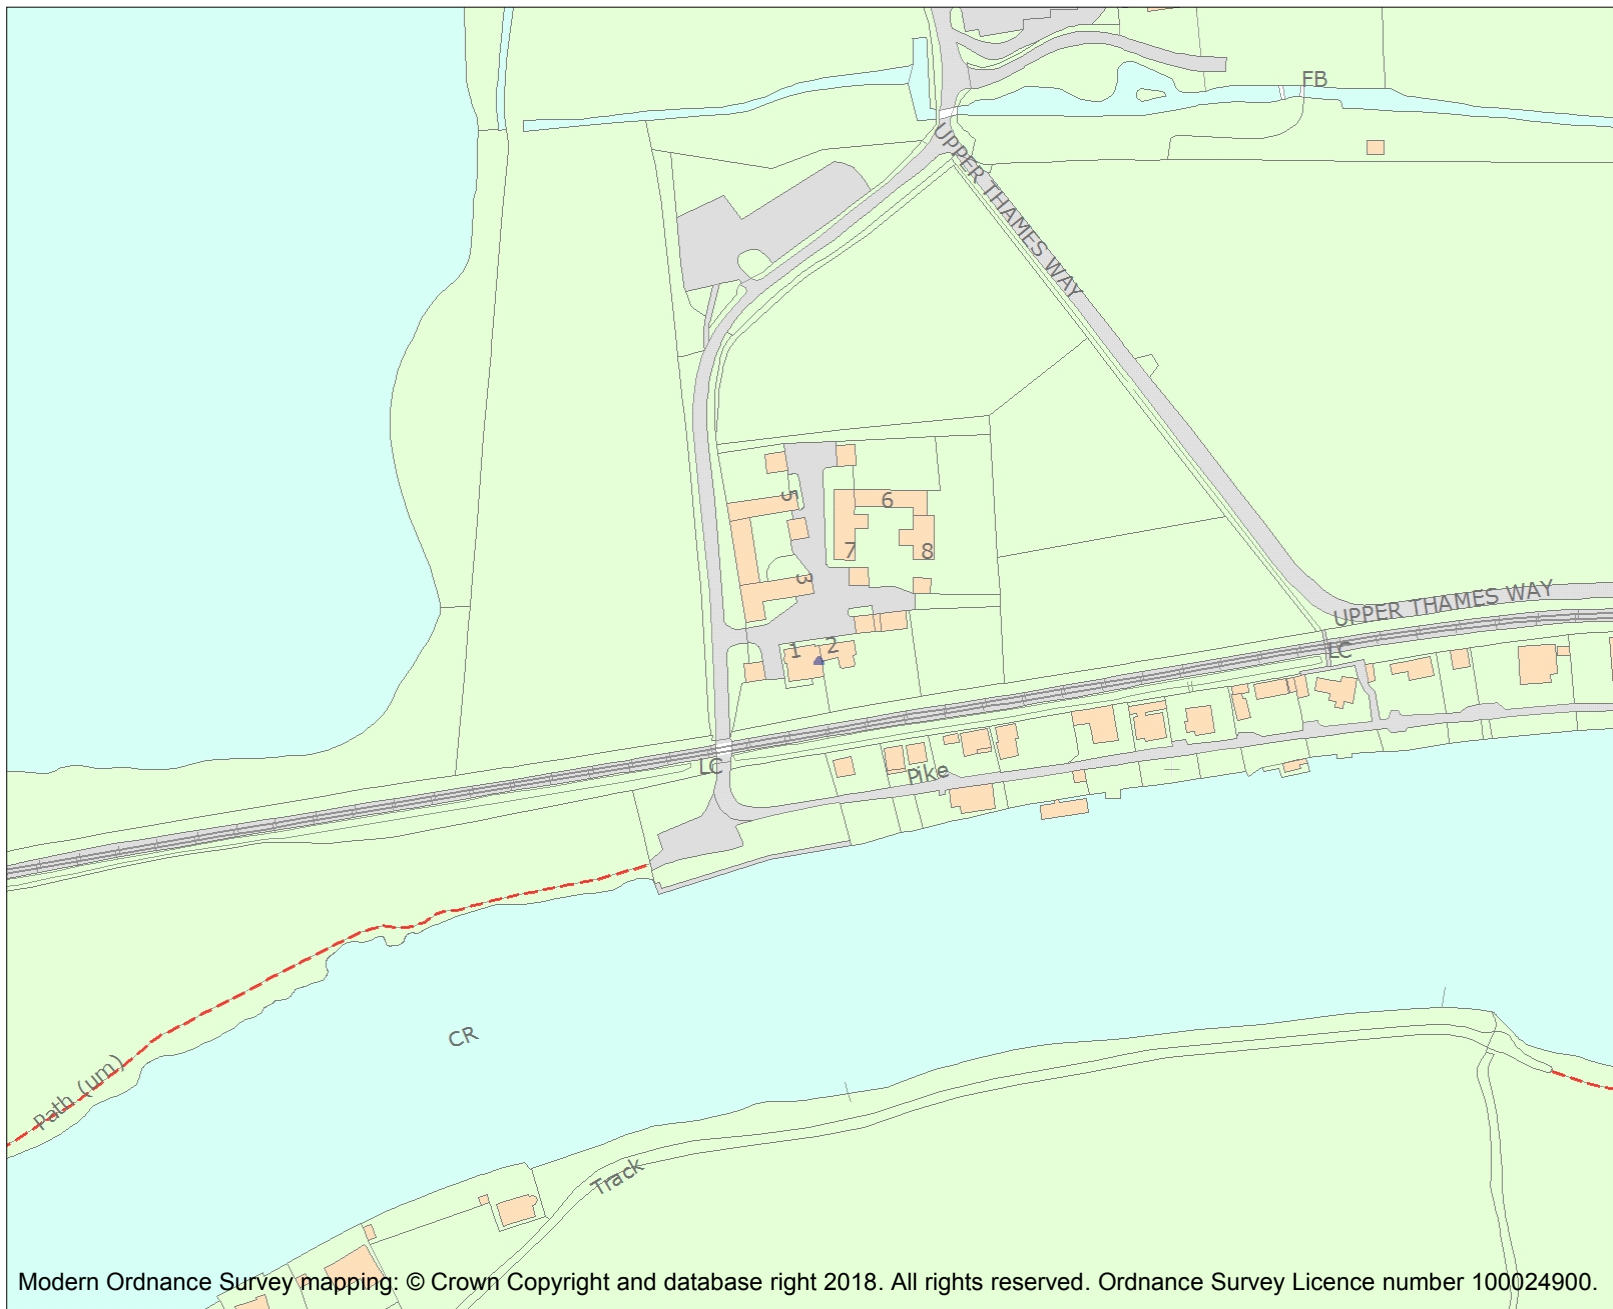 FB
UPPER THAMES WAY
5
6
7
8
3
UPPER THAMES WAY
1
2
LC
LC
Pike
CR
Path (um)
Track
Modern Ordnance Survey mapping: © Crown Copyright and database right 2018. All rights reserved. Ordnance Survey Licence number 100024900.